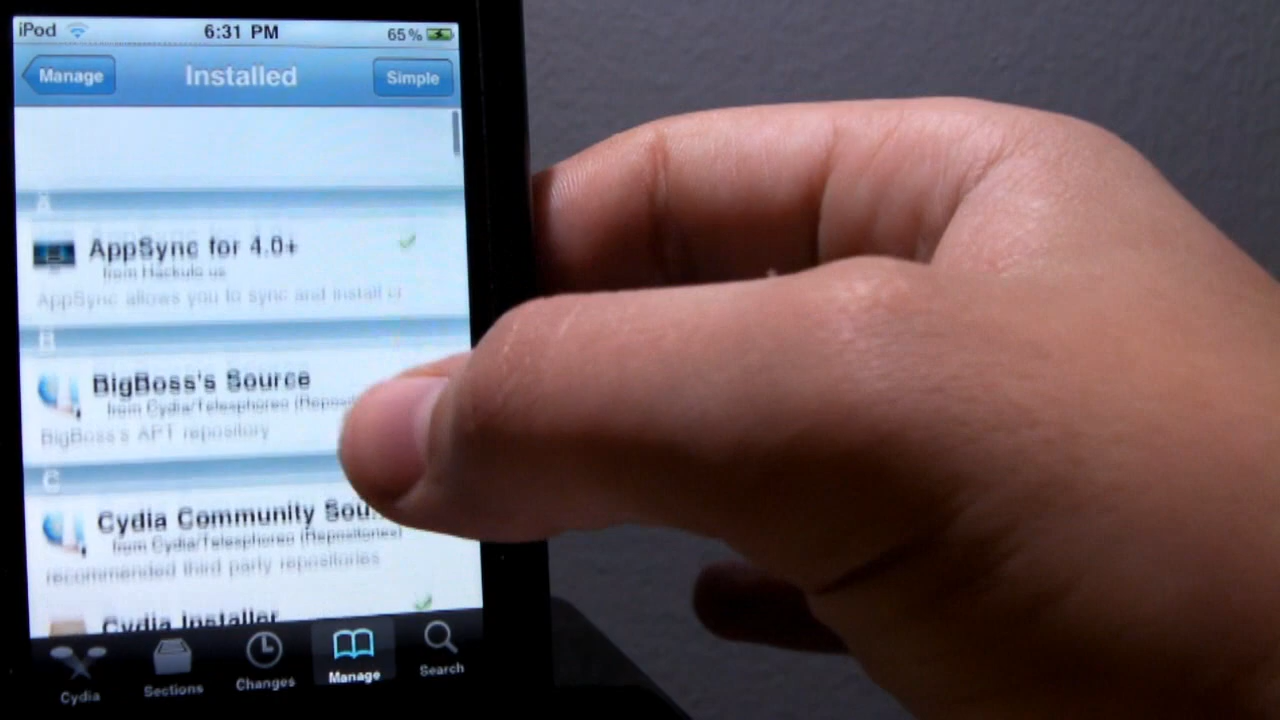 iPod 6:31 PM 65%
Manage Installed Simple
A
AppSync for 4.0+
from Hackulo us
AppSync allows you to sync and install cr
B
BigBoss's Source
from Cydia/Telesphoreo (Reposit
BigBoss's APT repository
C
Cydia Community Sou...
from Cydia/Telesphoreo (Repositories)
recommended third party repositories
Cydia Installer
Cydia Sections Changes Manage Search